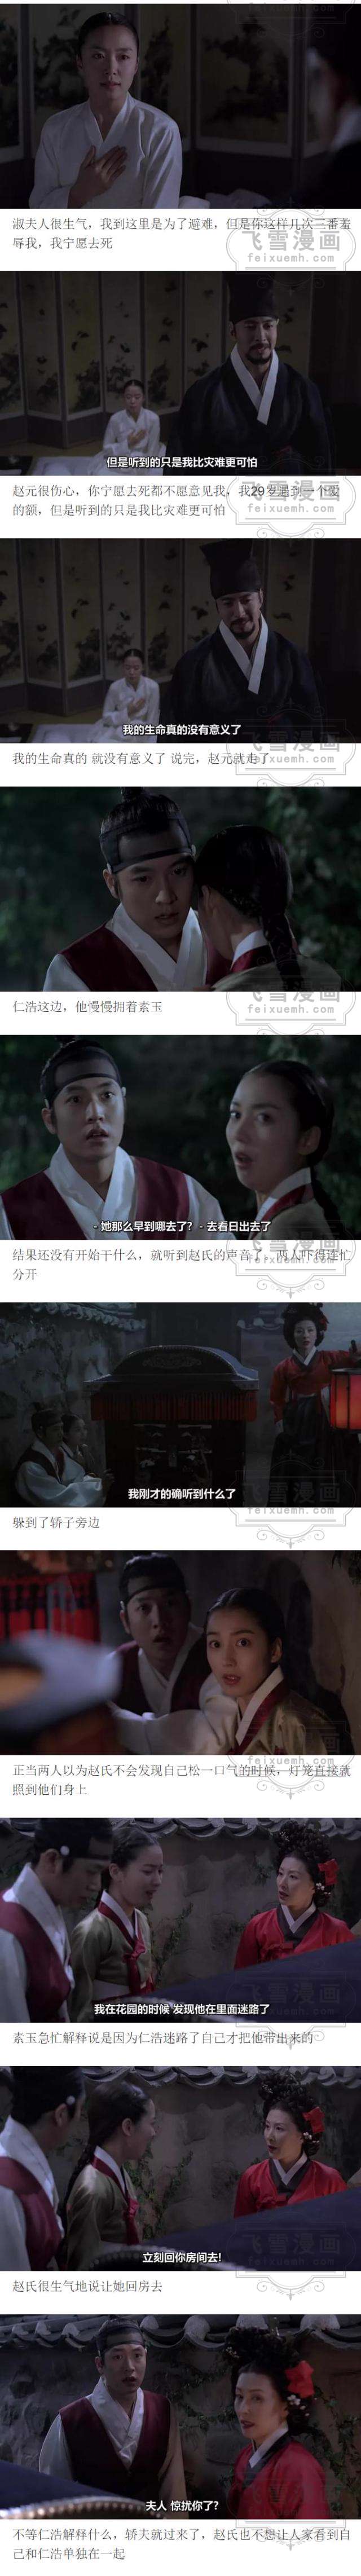 淑夫人很生气，我到这里是为了避难，但是你这样几次三番羞
辱我，我宁愿去死
飞雪漫画
feixuemh.com
但是听到的只是我比灾难更可怕
赵元很伤心，你宁愿去死都不愿意见我，我29岁遇到一个爱
的额，但是听到的只是我比灾难更可怕
feixuemh.com
我的生命真的没有意义了
我的生命真的 就没有意义了 说完，赵元就走了
仁浩这边，他慢慢拥着素玉
feixuemh.com
- 她那么早到哪去了？ - 去看日出去了
结果还没有开始干什么，就听到赵氏的声音了，两人吓得连忙
分开
我刚才的确听到什么了
躲到了轿子旁边
feixuemh.com
正当两人以为赵氏不会发现自己松一口气的时候，灯笼直接就
照到他们身上
我在花园的时候 发现他在里面迷路了
素玉急忙解释说是因为仁浩迷路了自己才把他带出来的
立刻回你房间去!
赵氏很生气地说让她回房去
夫人 惊扰你了?
不等仁浩解释什么，轿夫就过来了，赵氏也不想让人家看到自
己和仁浩单独在一起